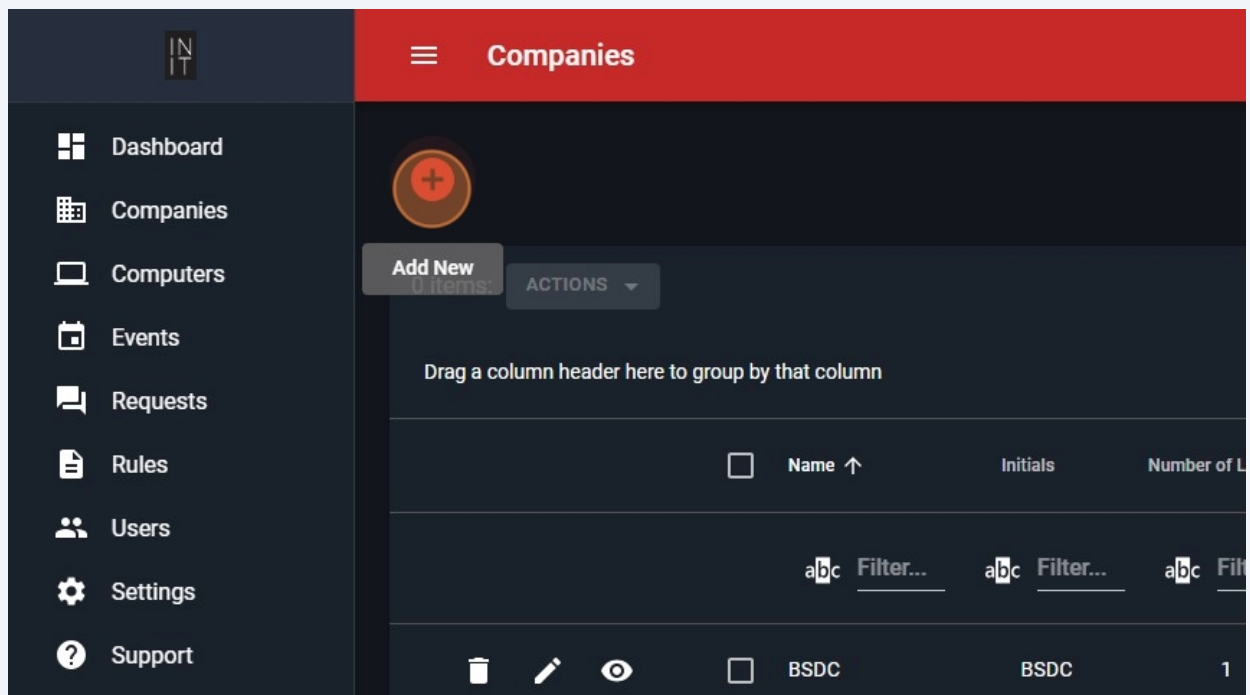 IN
IT
Companies
Dashboard
Companies
Computers
Events
Requests
Rules
Users
Settings
Support
Add New
0 items:
ACTIONS
Drag a column header here to group by that column
Name
Initials
Number of L
abc Filter...
abc Filter...
abc Filt
BSDC
BSDC
1